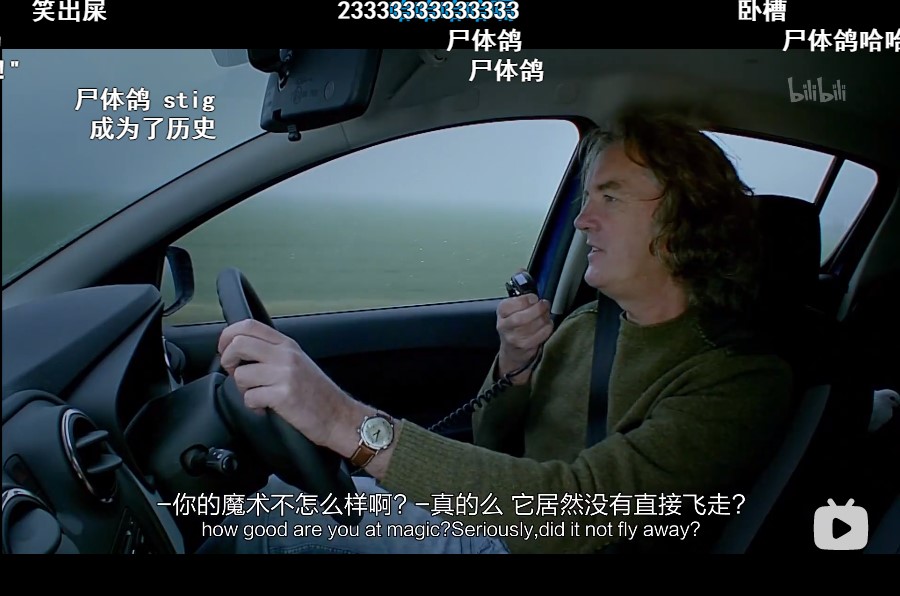 笑出屎
23333333333333
卧槽
尸体鸽
尸体鸽哈哈
!"
尸体鸽
bilibili
尸体鸽 stig
成为了历史
-你的魔术不怎么样啊? -真的么 它居然没有直接飞走?
how good are you at magic?Seriously,did it not fly away?